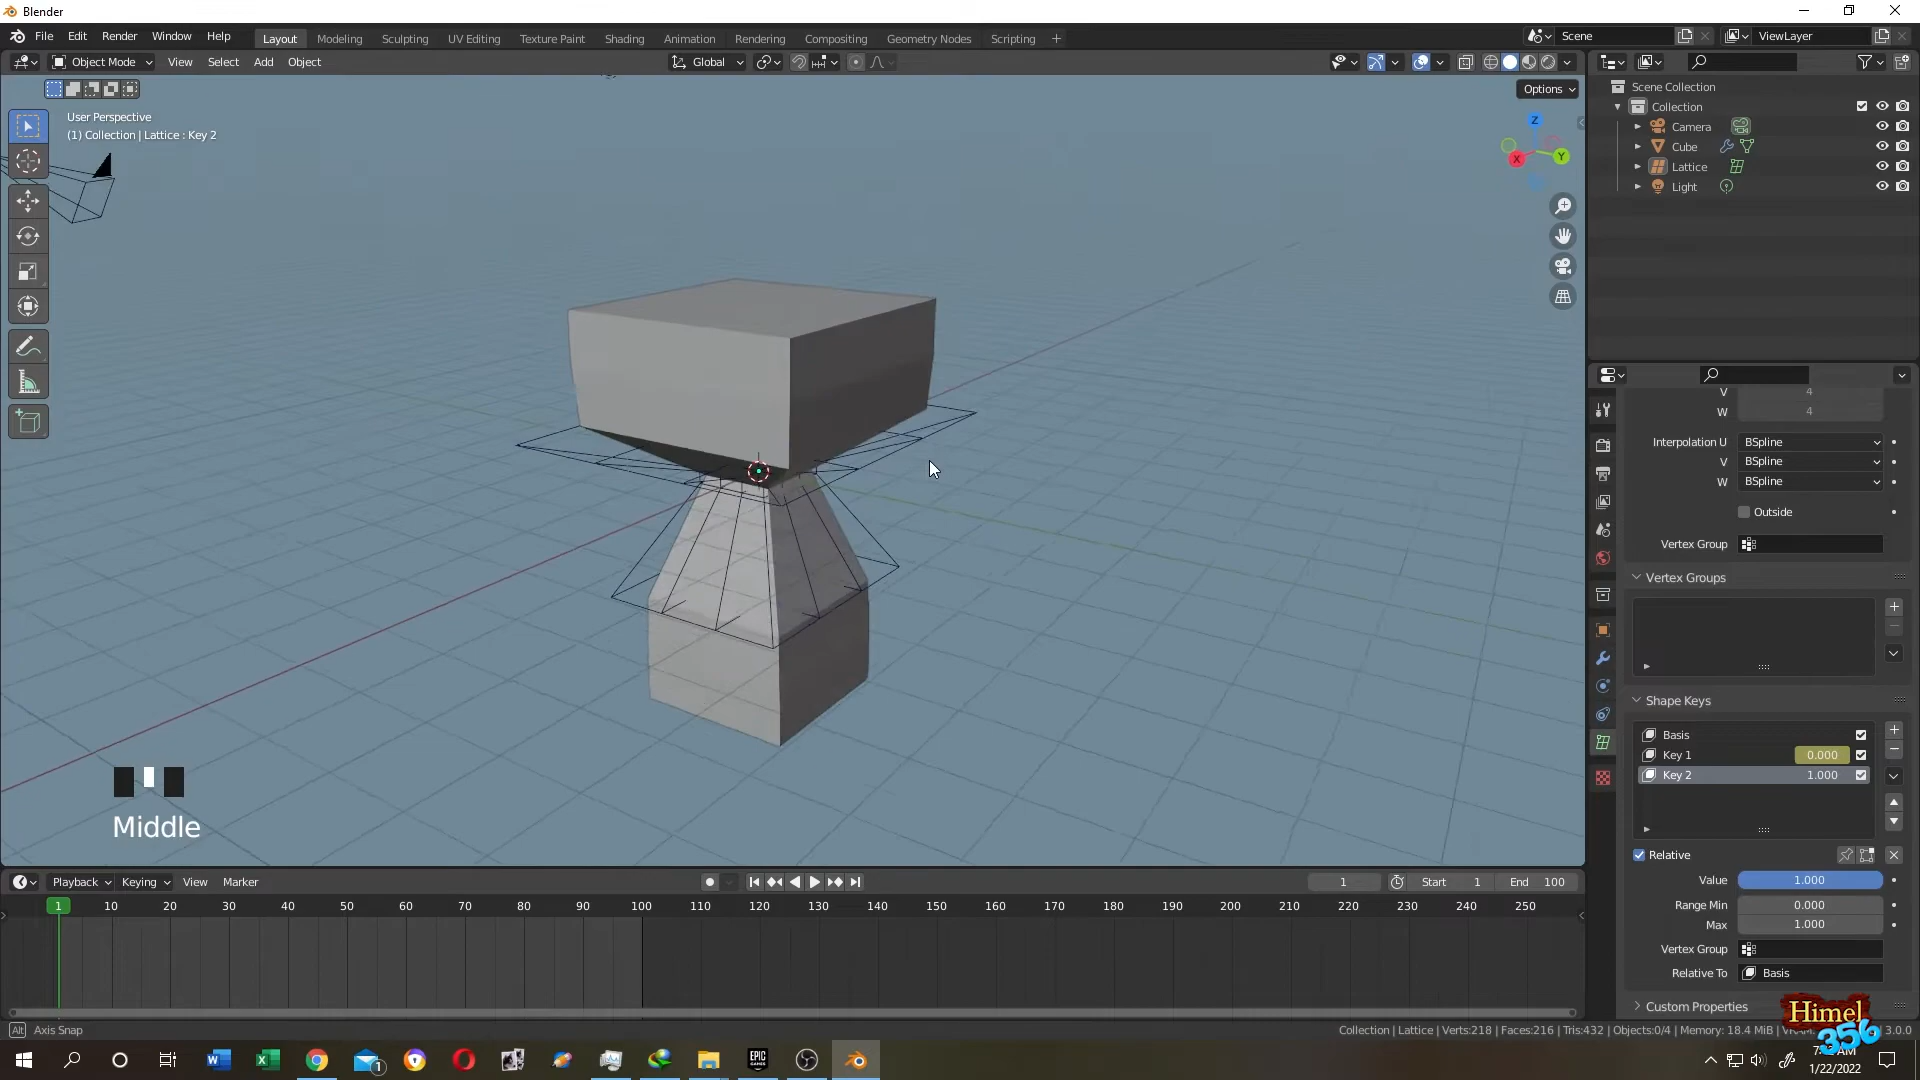 Blender
File Edit Render Window Help
Layout Modeling Sculpting UV Editing Texture Paint Shading Animation Rendering Compositing Geometry Nodes Scripting +
Scene
ViewLayer
Object Mode View Select Add Object
Global
Options
User Perspective
(1) Collection | Lattice : Key 2
Z
X
Y
Scene Collection
Collection
Camera
Cube
Lattice
Light
V 4
W 4
Interpolation U BSpline
V BSpline
W BSpline
Outside
Vertex Group
Vertex Groups
Shape Keys
Basis
Key 1 0.000
Key 2 1.000
Relative
Value 1.000
Range Min 0.000
Max 1.000
Vertex Group
Relative To Basis
Custom Properties
Middle
Playback Keying View Marker
1 Start 1 End 100
1 10 20 30 40 50 60 70 80 90 100 110 120 130 140 150 160 170 180 190 200 210 220 230 240 250
Alt Axis Snap
Collection | Lattice | Verts:218 | Faces:216 | Tris:432 | Objects:0/4 | Memory: 18.4 MiB | 3.0.0
Himel
356
AM
1/22/2022
EPIC
GAMES
1